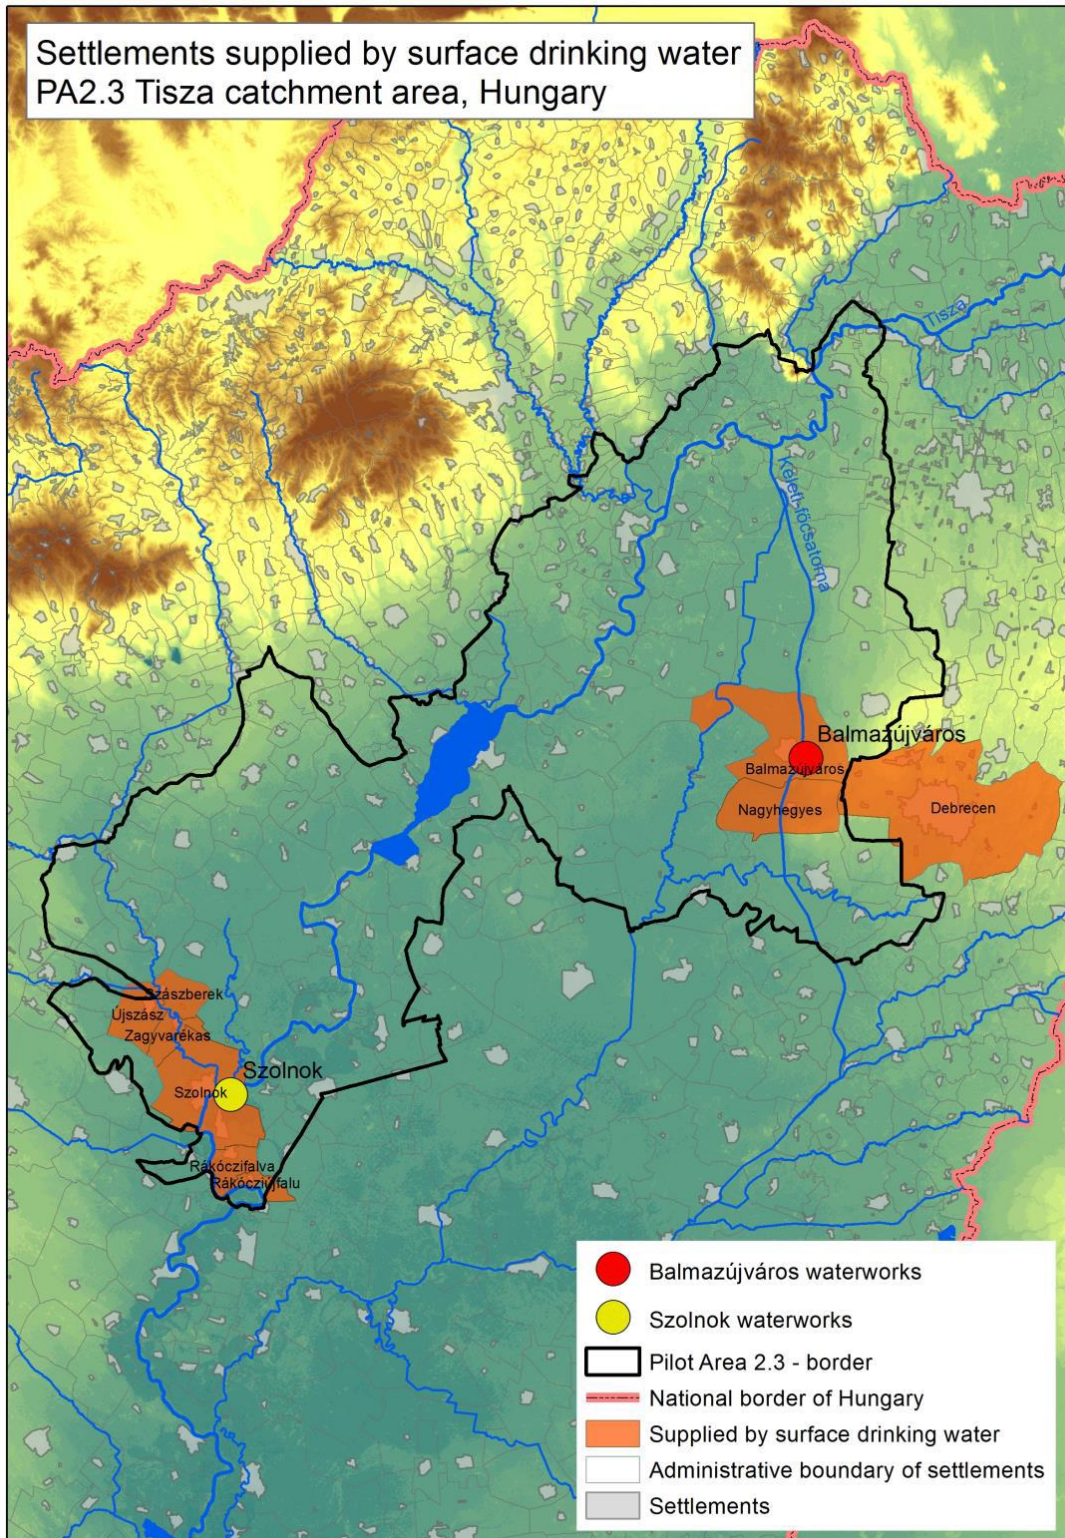 Settlements supplied by surface drinking water
PA2.3 Tisza catchment area, Hungary
Tisza
Keleti-főcsatorna
Balmazújváros
Balmazújváros
Nagyhegyes
Debrecen
Szászberek
Újszász
Zagyvarékas
Szolnok
Szolnok
Rákóczifalva
Rákócziújfalu
Balmazújváros waterworks
Szolnok waterworks
Pilot Area 2.3 - border
National border of Hungary
Supplied by surface drinking water
Administrative boundary of settlements
Settlements